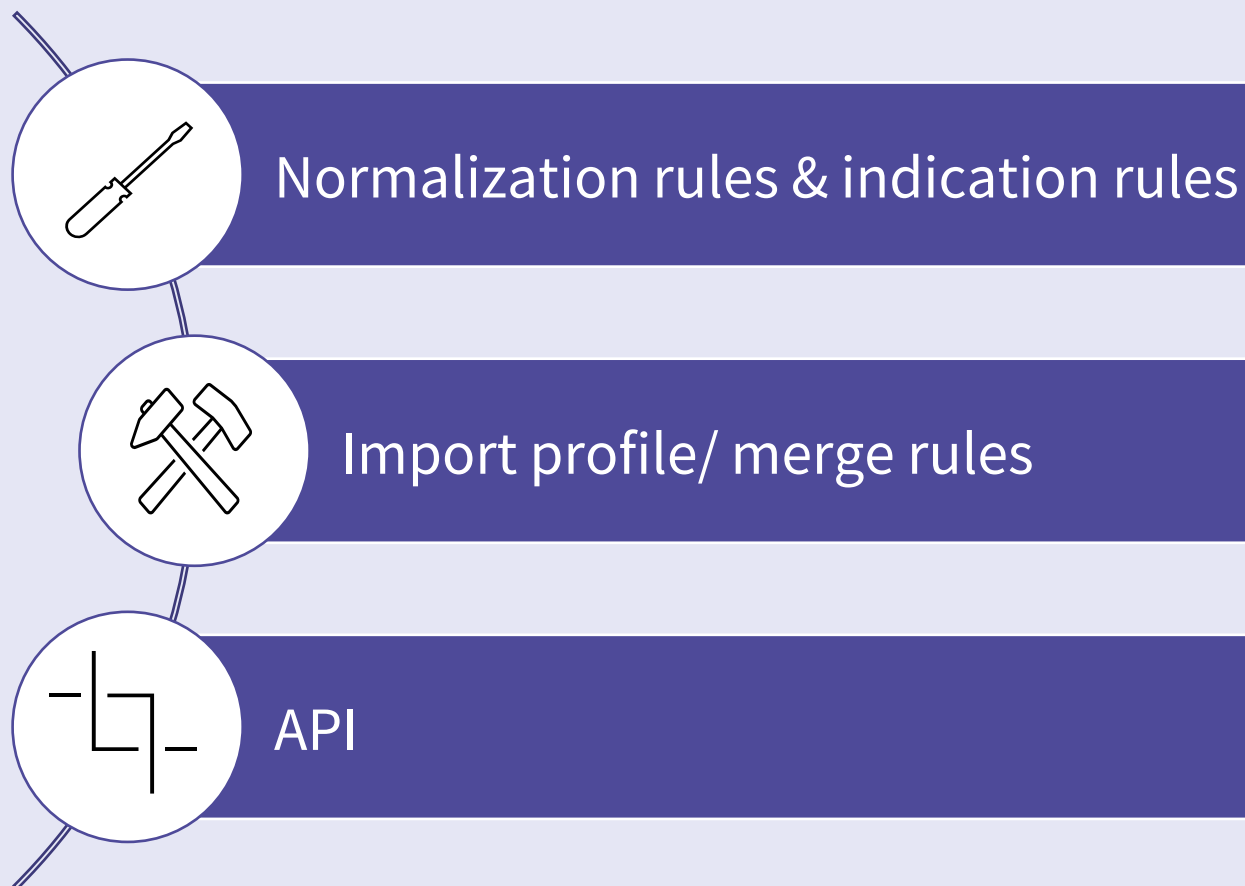 Normalization rules & indication rules
Import profile/ merge rules
API